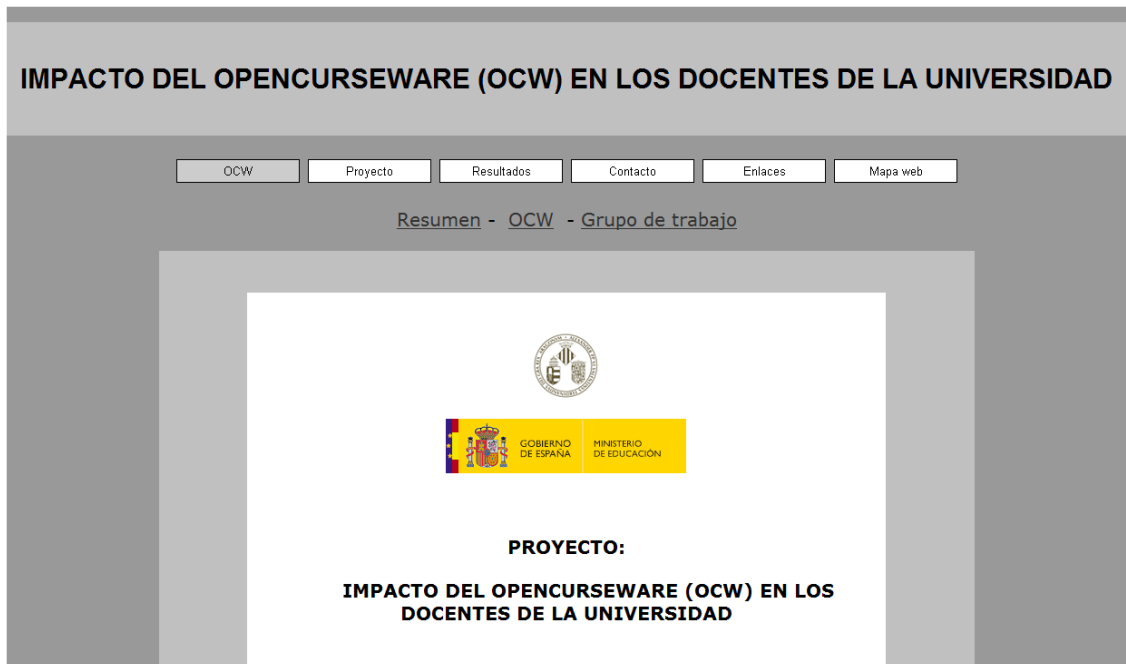 IMPACTO DEL OPENCURSEWARE (OCW) EN LOS DOCENTES DE LA UNIVERSIDAD
OCW Proyecto Resultados Contacto Enlaces Mapa web
Resumen - OCW - Grupo de trabajo
GOBIERNO MINISTERIO
DE ESPAÑA DE EDUCACIÓN
PROYECTO:
IMPACTO DEL OPENCURSEWARE (OCW) EN LOS
DOCENTES DE LA UNIVERSIDAD